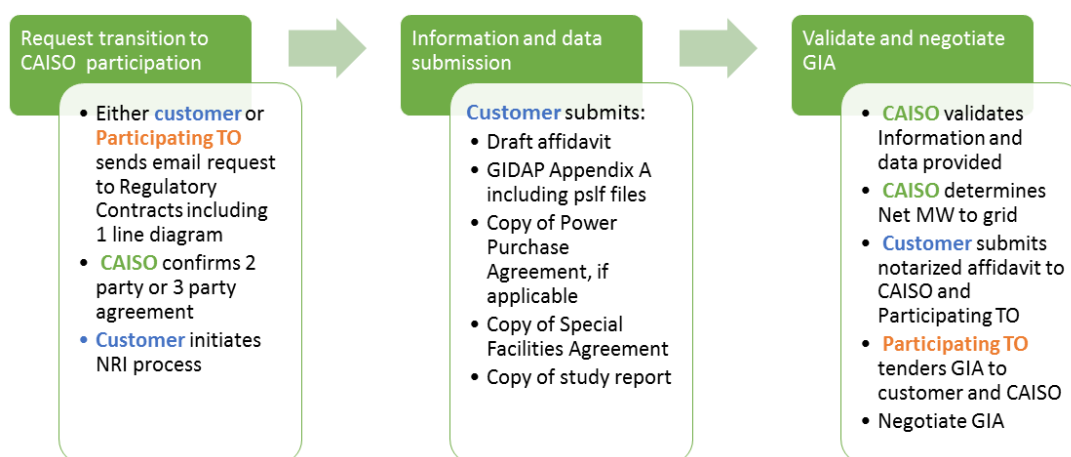 Request transition to
CAISO participation
• Either customer or
Participating TO
sends email request
to Regulatory
Contracts including
1 line diagram
• CAISO confirms 2
party or 3 party
agreement
• Customer initiates
NRI process
Information and data
submission
Customer submits:
• Draft affidavit
• GIDAP Appendix A
including pslf files
• Copy of Power
Purchase
Agreement, if
applicable
• Copy of Special
Facilities Agreement
• Copy of study report
Validate and negotiate
GIA
• CAISO validates
Information and
data provided
• CAISO determines
Net MW to grid
• Customer submits
notarized affidavit to
CAISO and
Participating TO
• Participating TO
tenders GIA to
customer and CAISO
• Negotiate GIA